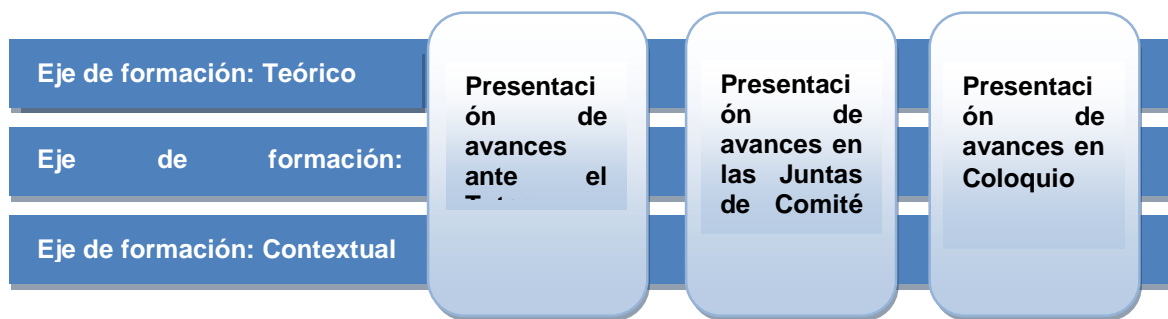 Eje de formación: Teórico
Eje de formación:
Eje de formación: Contextual
Presentaci
ón de
avances
ante el
Presentaci
ón de
avances en
las Juntas
de Comité
Presentaci
ón de
avances en
Coloquio